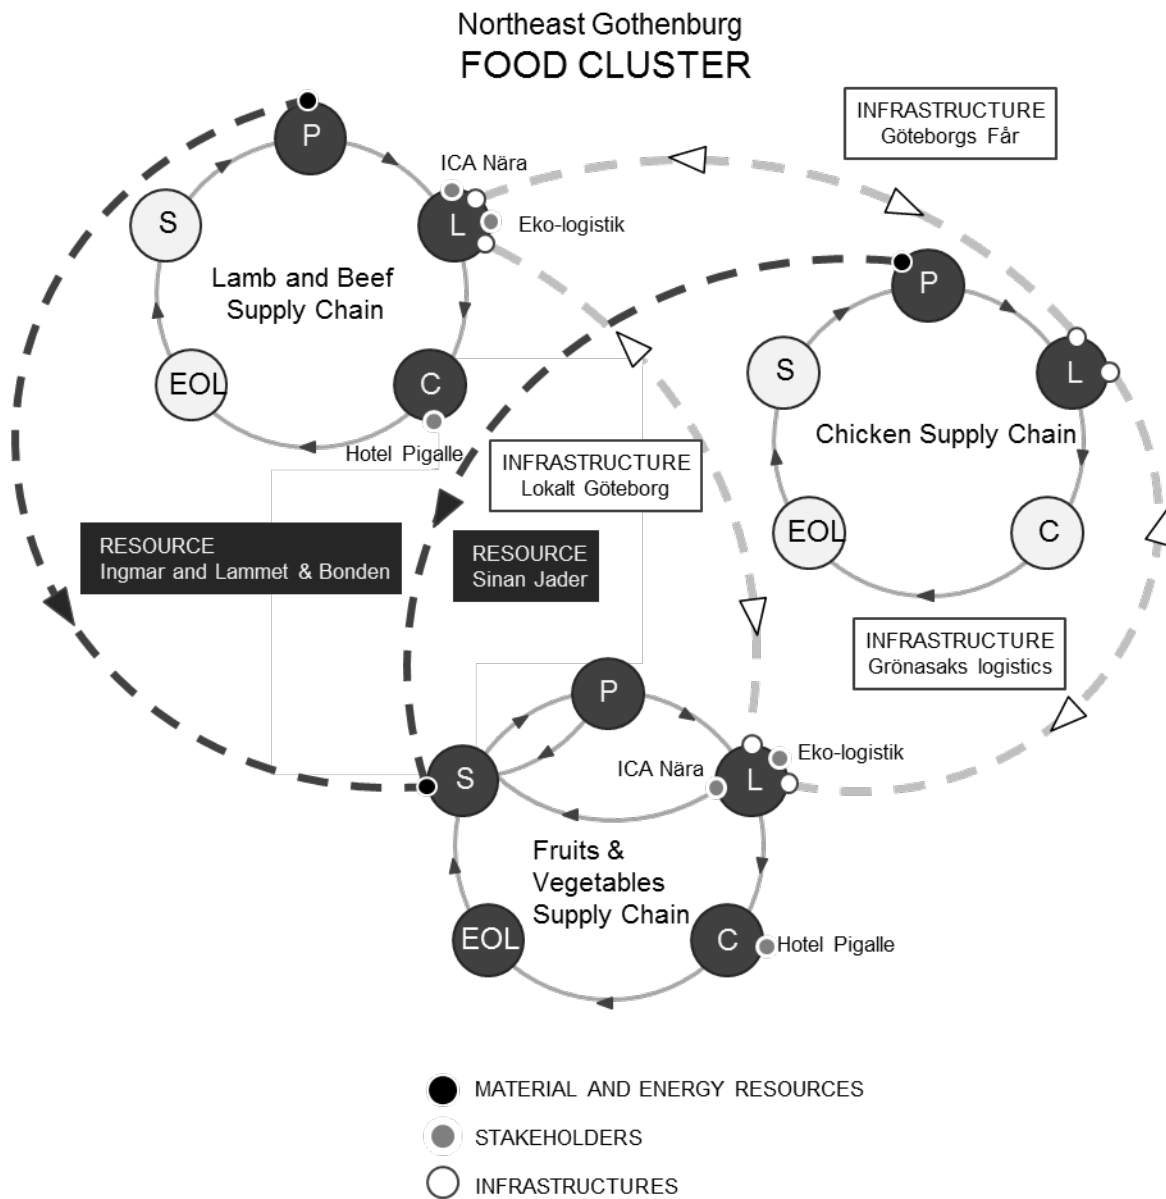 Northeast Gothenburg
FOOD CLUSTER
INFRASTRUCTURE
Göteborgs Får
P
ICA Nära
S
L
Eko-logistik
Lamb and Beef
Supply Chain
P
EOL
C
S
L
Hotel Pigalle
Chicken Supply Chain
INFRASTRUCTURE
Lokalt Göteborg
RESOURCE
Ingmar and Lammet & Bonden
RESOURCE
Sinan Jader
EOL
C
INFRASTRUCTURE
Grönasaks logistics
P
Eko-logistik
ICA Nära
S
L
Fruits &
Vegetables
Supply Chain
EOL
C
Hotel Pigalle
MATERIAL AND ENERGY RESOURCES
STAKEHOLDERS
INFRASTRUCTURES